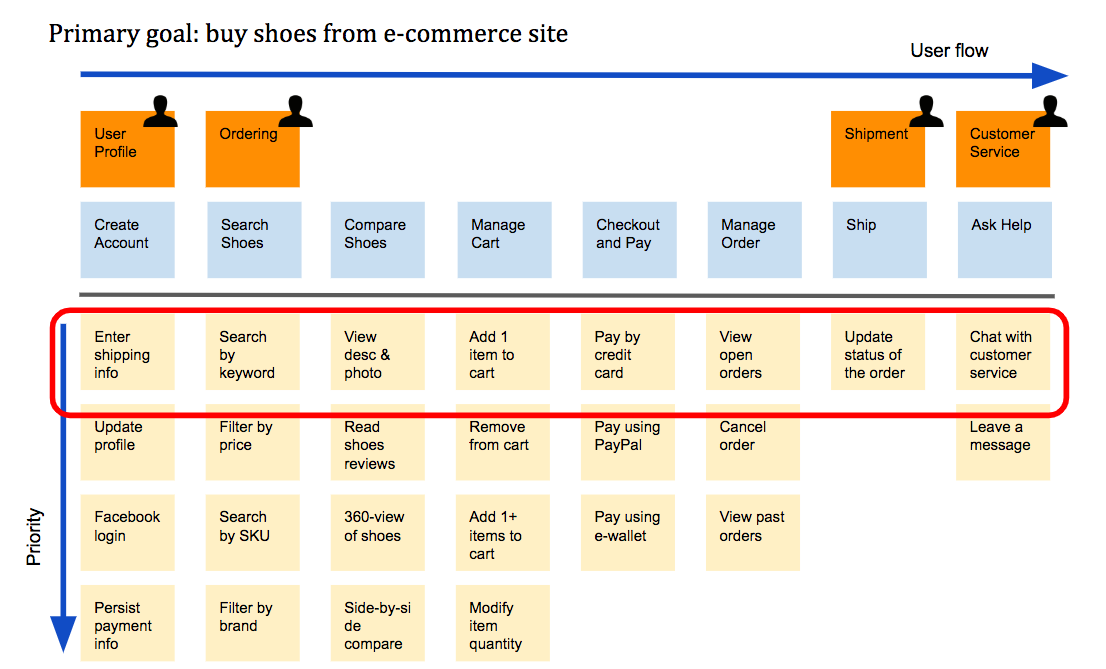 Primary goal: buy shoes from e-commerce site
User flow
User
Profile
Ordering
Shipment
Customer
Service
Create
Account
Search
Shoes
Compare
Shoes
Manage
Cart
Checkout
and Pay
Manage
Order
Ship
Ask Help
Enter
shipping
info
Search
by
keyword
View
desc &
photo
Add 1
item to
cart
Pay by
credit
card
View
open
orders
Update
status of
the order
Chat with
customer
service
Update
profile
Filter by
price
Read
shoes
reviews
Remove
from cart
Pay using
PayPal
Cancel
order
Leave a
message
Priority
Facebook
login
Search
by SKU
360-view
of shoes
Add 1+
items to
cart
Pay using
e-wallet
View past
orders
Persist
payment
info
Filter by
brand
Side-by-si
de
compare
Modify
item
quantity